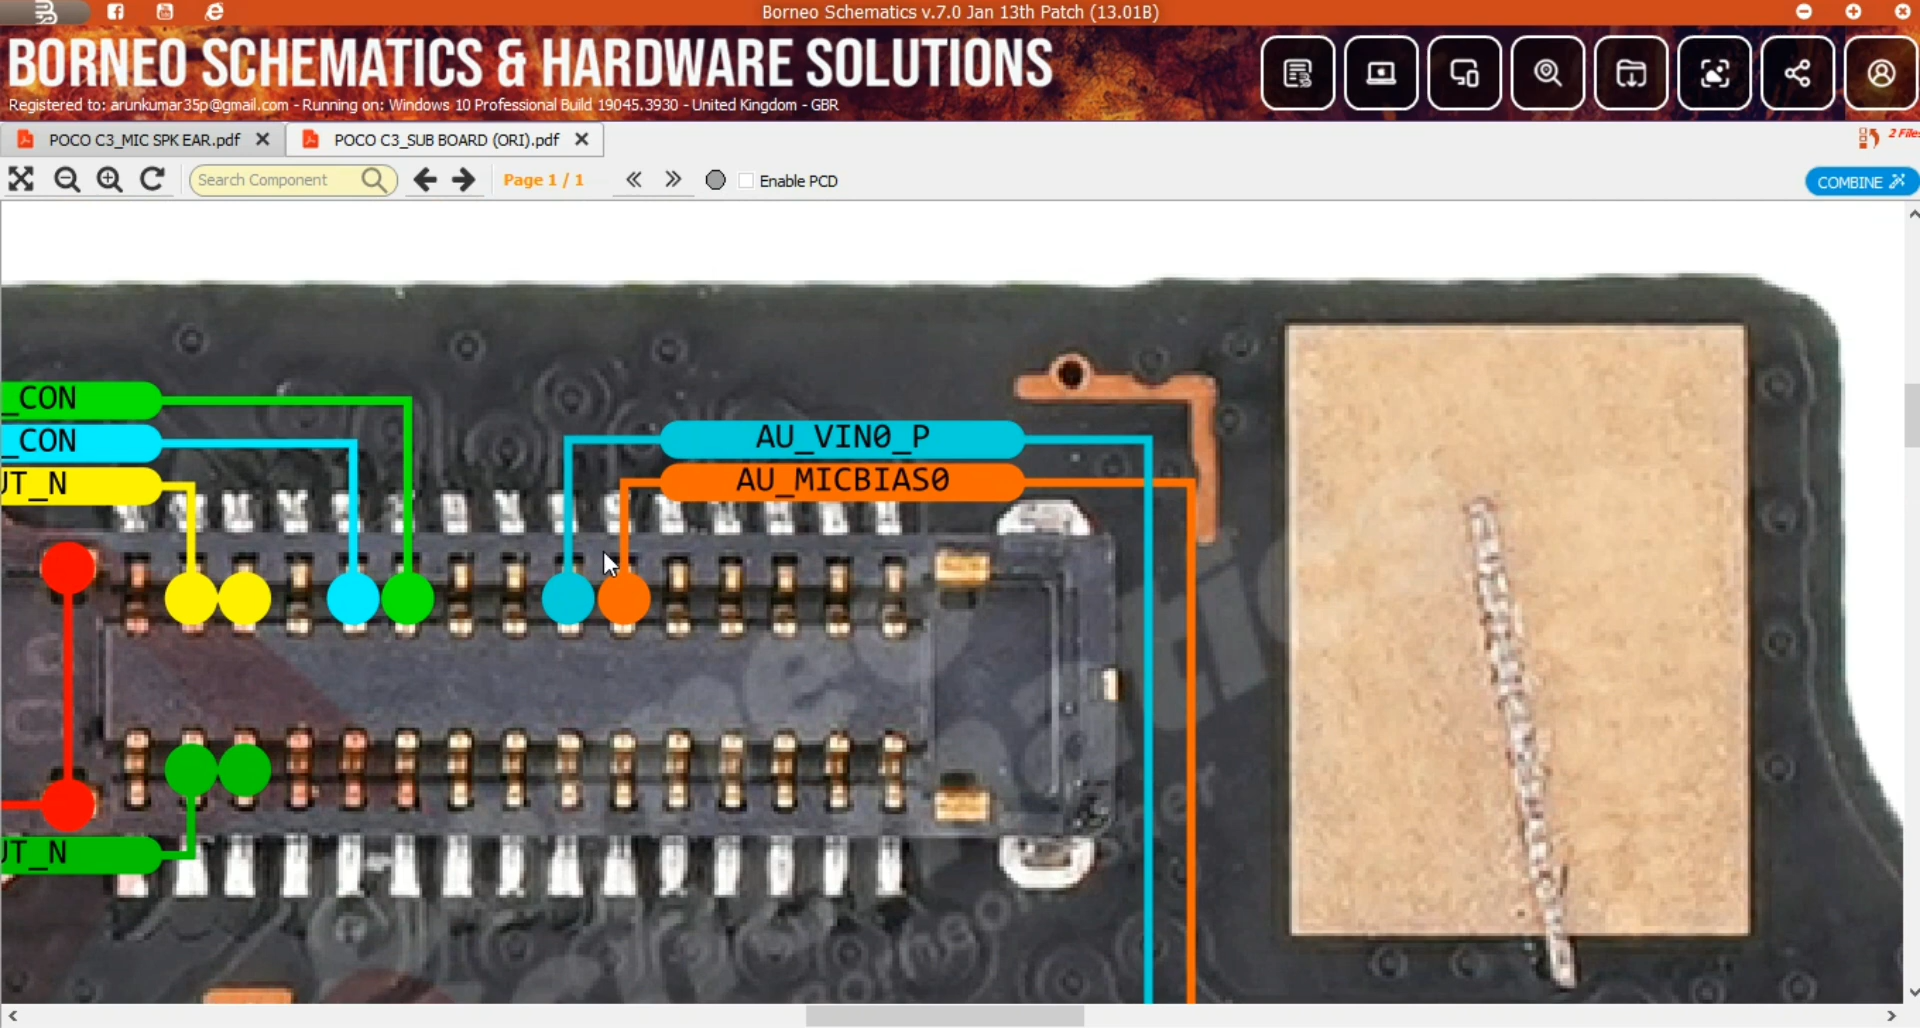 Borneo Schematics v.7.0 Jan 13th Patch (13.01B)
BORNEO SCHEMATICS & HARDWARE SOLUTIONS
Registered to: arunkumar35p@gmail.com - Running on: Windows 10 Professional Build 19045.3930 - United Kingdom - GBR
POCO C3_MIC SPK EAR.pdf
POCO C3_SUB BOARD (ORI).pdf
2 Files
Search Component
Page 1 / 1
Enable PCD
COMBINE
_CON
_CON
UT_N
AU_VIN0_P
AU_MICBIAS0
UT_N